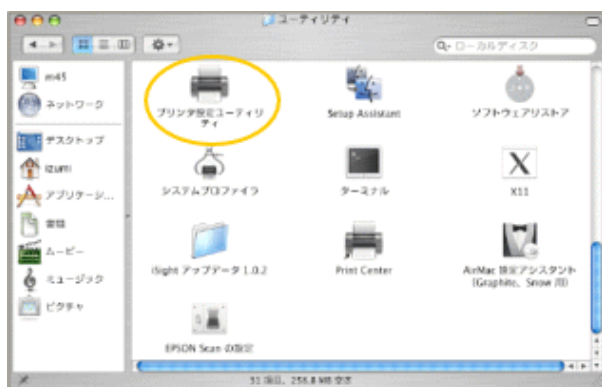 ユーティリティ
ローカルディスク
m45
ネットワーク
デスクトップ
izumi
アプリケーシ...
書類
ムービー
ミュージック
ピクチャ
プリンタ設定ユーティリ
ティ
Setup Assistant
ソフトウェアリストア
システムプロファイラ
ターミナル
X11
iSight アップデータ 1.0.2
Print Center
AirMac 設定アシスタント
(Graphite、Snow 用)
EPSON Scan の設定
31 項目、256.8 MB 空き